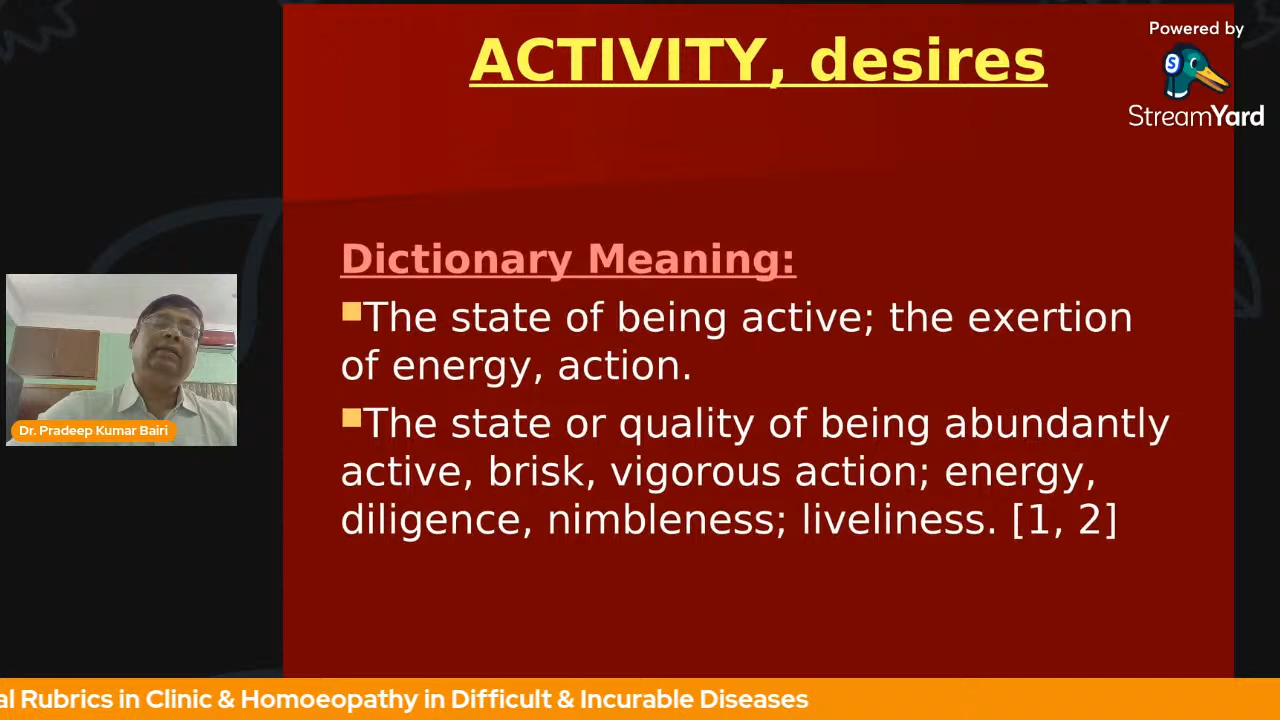 ACTIVITY, desires
Powered by
StreamYard
Dictionary Meaning:
The state of being active; the exertion
of energy, action.
The state or quality of being abundantly
active, brisk, vigorous action; energy,
diligence, nimbleness; liveliness. [1, 2]
Dr. Pradeep Kumar Bairi
al Rubrics in Clinic & Homoeopathy in Difficult & Incurable Diseases